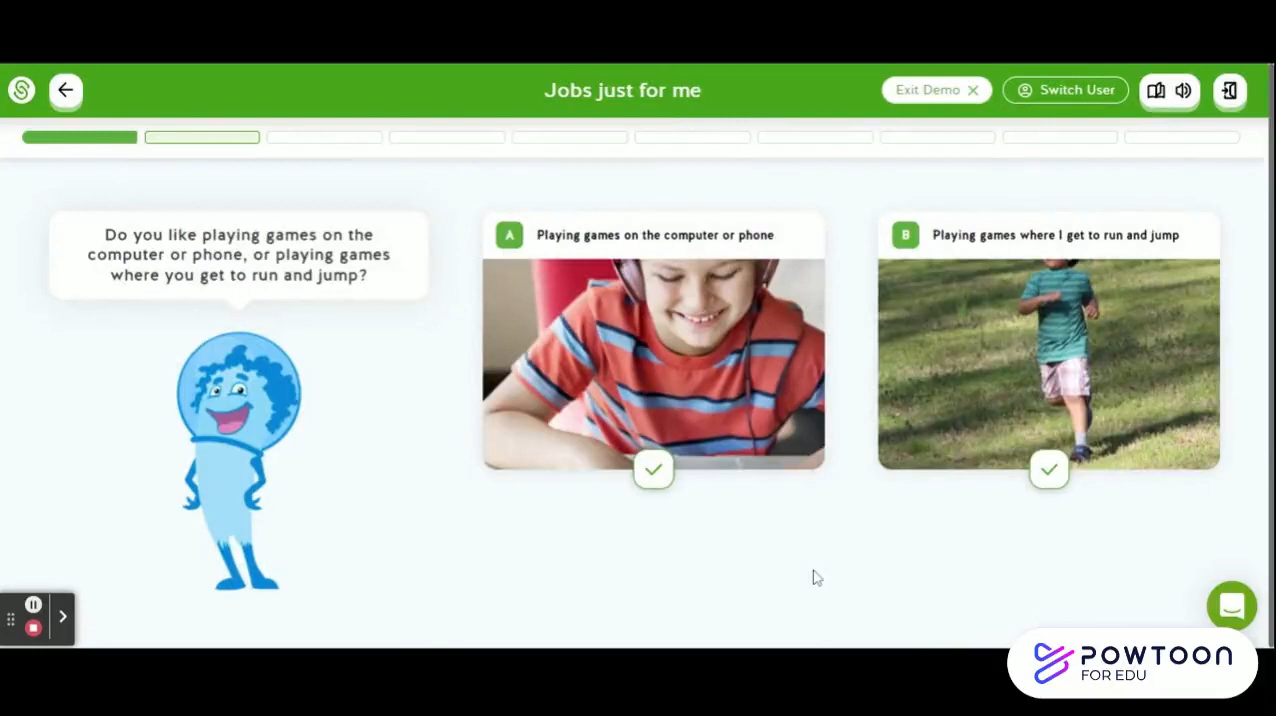 Jobs just for me
Exit Demo
Switch User
Do you like playing games on the
computer or phone, or playing games
where you get to run and jump?
A
Playing games on the computer or phone
B
Playing games where I get to run and jump
POWTOON
FOR EDU